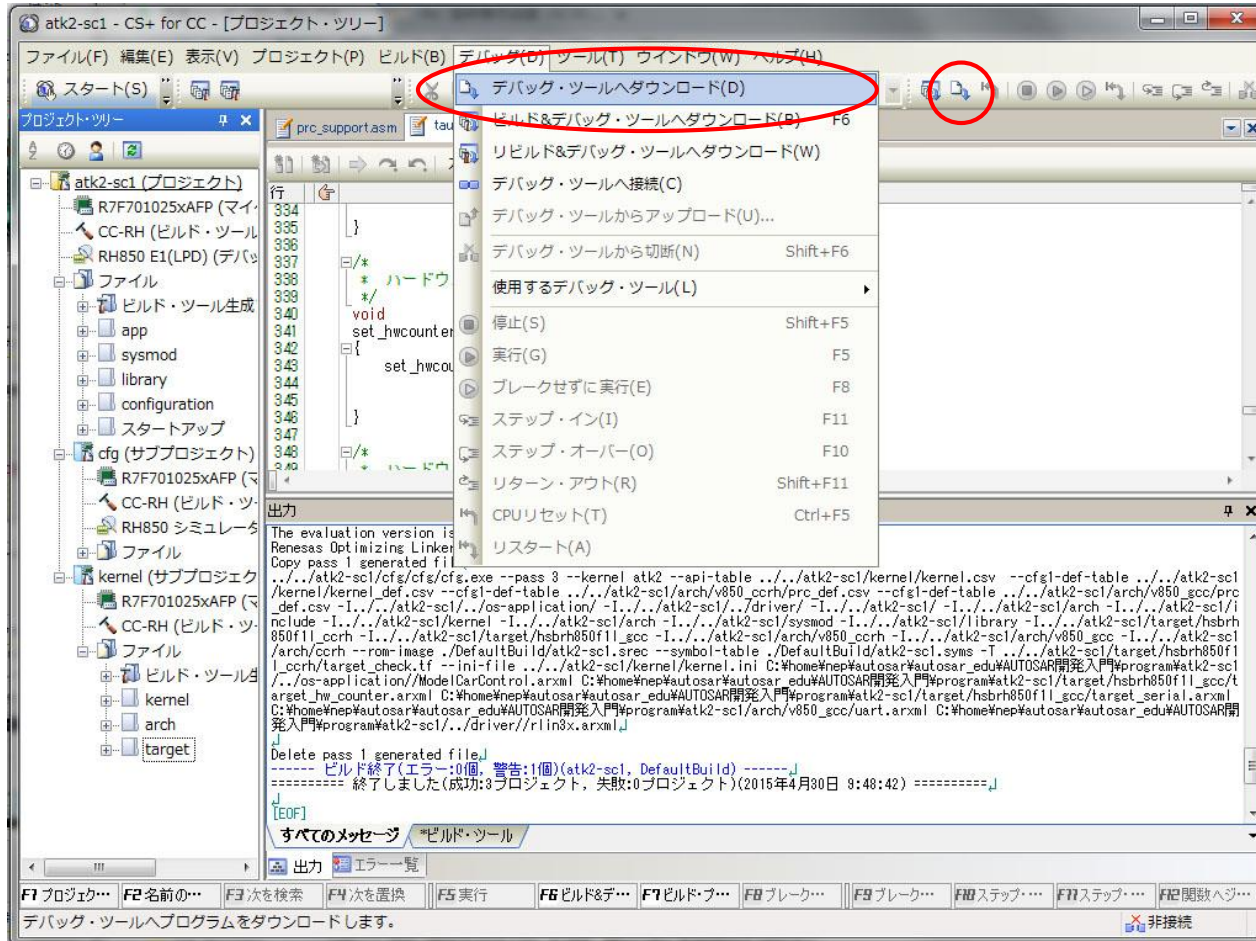 atk2-sc1 - CS+ for CC - [プロジェクト・ツリー]
ファイル(F) 編集(E) 表示(V) プロジェクト(P) ビルド(B) デバッグ(D) ツール(T) ウインドウ(W) ヘルプ(H)
スタート(S)
デバッグ・ツールへダウンロード(D)
ビルド&デバッグ・ツールへダウンロード(B) F6
リビルド&デバッグ・ツールへダウンロード(W)
デバッグ・ツールへ接続(C)
デバッグ・ツールからアップロード(U)...
デバッグ・ツールから切断(N) Shift+F6
使用するデバッグ・ツール(L)
停止(S) Shift+F5
実行(G) F5
ブレークせずに実行(E) F8
ステップ・イン(I) F11
ステップ・オーバー(O) F10
リターン・アウト(R) Shift+F11
CPUリセット(T) Ctrl+F5
リスタート(A)
プロジェクト・ツリー
atk2-sc1 (プロジェクト)
R7F701025xAFP (マイ
CC-RH (ビルド・ツール
RH850 E1(LPD) (デバッ
ファイル
ビルド・ツール生成
app
sysmod
library
configuration
スタートアップ
cfg (サブプロジェクト)
R7F701025xAFP (マ
CC-RH (ビルド・ツ
RH850 シミュレータ
ファイル
kernel (サブプロジェク
R7F701025xAFP (マ
CC-RH (ビルド・ツ
ファイル
ビルド・ツール生
kernel
arch
target
prc_support.asm tau
行
334
335 }
336
337 /*
338 * ハードウ
339 */
340 void
341 set_hwcounter
342 {
343 set_hwcou
344
345
346 }
347
348 /*
349 * ハードウ
出力
The evaluation version is
Renesas Optimizing Linker
Copy pass 1 generated fil
../../atk2-sc1/cfg/cfg/cfg.exe --pass 3 --kernel atk2 --api-table ../../atk2-sc1/kernel/kernel.csv --cfg1-def-table ../../atk2-sc1
/kernel/kernel_def.csv --cfg1-def-table ../../atk2-sc1/arch/v850_ccrh/prc_def.csv --cfg1-def-table ../../atk2-sc1/arch/v850_gcc/prc
_def.csv -I../../atk2-sc1/../os-application/ -I../../atk2-sc1/../driver/ -I../../atk2-sc1/ -I../../atk2-sc1/arch -I../../atk2-sc1/i
nclude -I../../atk2-sc1/kernel -I../../atk2-sc1/arch -I../../atk2-sc1/sysmod -I../../atk2-sc1/library -I../../atk2-sc1/target/hsbrh
850f1l_ccrh -I../../atk2-sc1/target/hsbrh850f1l_gcc -I../../atk2-sc1/arch/v850_ccrh -I../../atk2-sc1/arch/v850_gcc -I../../atk2-sc1
/arch/ccrh --rom-image ./DefaultBuild/atk2-sc1.srec --symbol-table ./DefaultBuild/atk2-sc1.syms -T ../../atk2-sc1/target/hsbrh850f1
l_ccrh/target_check.tf --ini-file ../../atk2-sc1/kernel/kernel.ini C:¥home¥nep¥autosar¥autosar_edu¥AUTOSAR開発入門¥program¥atk2-sc1
/../os-application//ModelCarControl.arxml C:¥home¥nep¥autosar¥autosar_edu¥AUTOSAR開発入門¥program¥atk2-sc1/target/hsbrh850f1l_gcc/t
arget_hw_counter.arxml C:¥home¥nep¥autosar¥autosar_edu¥AUTOSAR開発入門¥program¥atk2-sc1/target/hsbrh850f1l_gcc/target_serial.arxml
C:¥home¥nep¥autosar¥autosar_edu¥AUTOSAR開発入門¥program¥atk2-sc1/arch/v850_gcc/uart.arxml C:¥home¥nep¥autosar¥autosar_edu¥AUTOSAR開
発入門¥program¥atk2-sc1/../driver//rlin3x.arxml
Delete pass 1 generated file
------ ビルド終了(エラー:0個, 警告:1個)(atk2-sc1, DefaultBuild) ------
========== 終了しました(成功:3プロジェクト, 失敗:0プロジェクト)(2015年4月30日 9:48:42) ==========
[EOF]
すべてのメッセージ *ビルド・ツール
出力 エラー一覧
F1 プロジェク… F2 名前の… F3 次を検索 F4 次を置換 F5 実行 F6 ビルド&デ… F7 ビルド・プ… F8 ブレーク… F9 ブレーク… F10 ステップ・… F11 ステップ・… F12 関数へジ…
デバッグ・ツールへプログラムをダウンロードします。
非接続